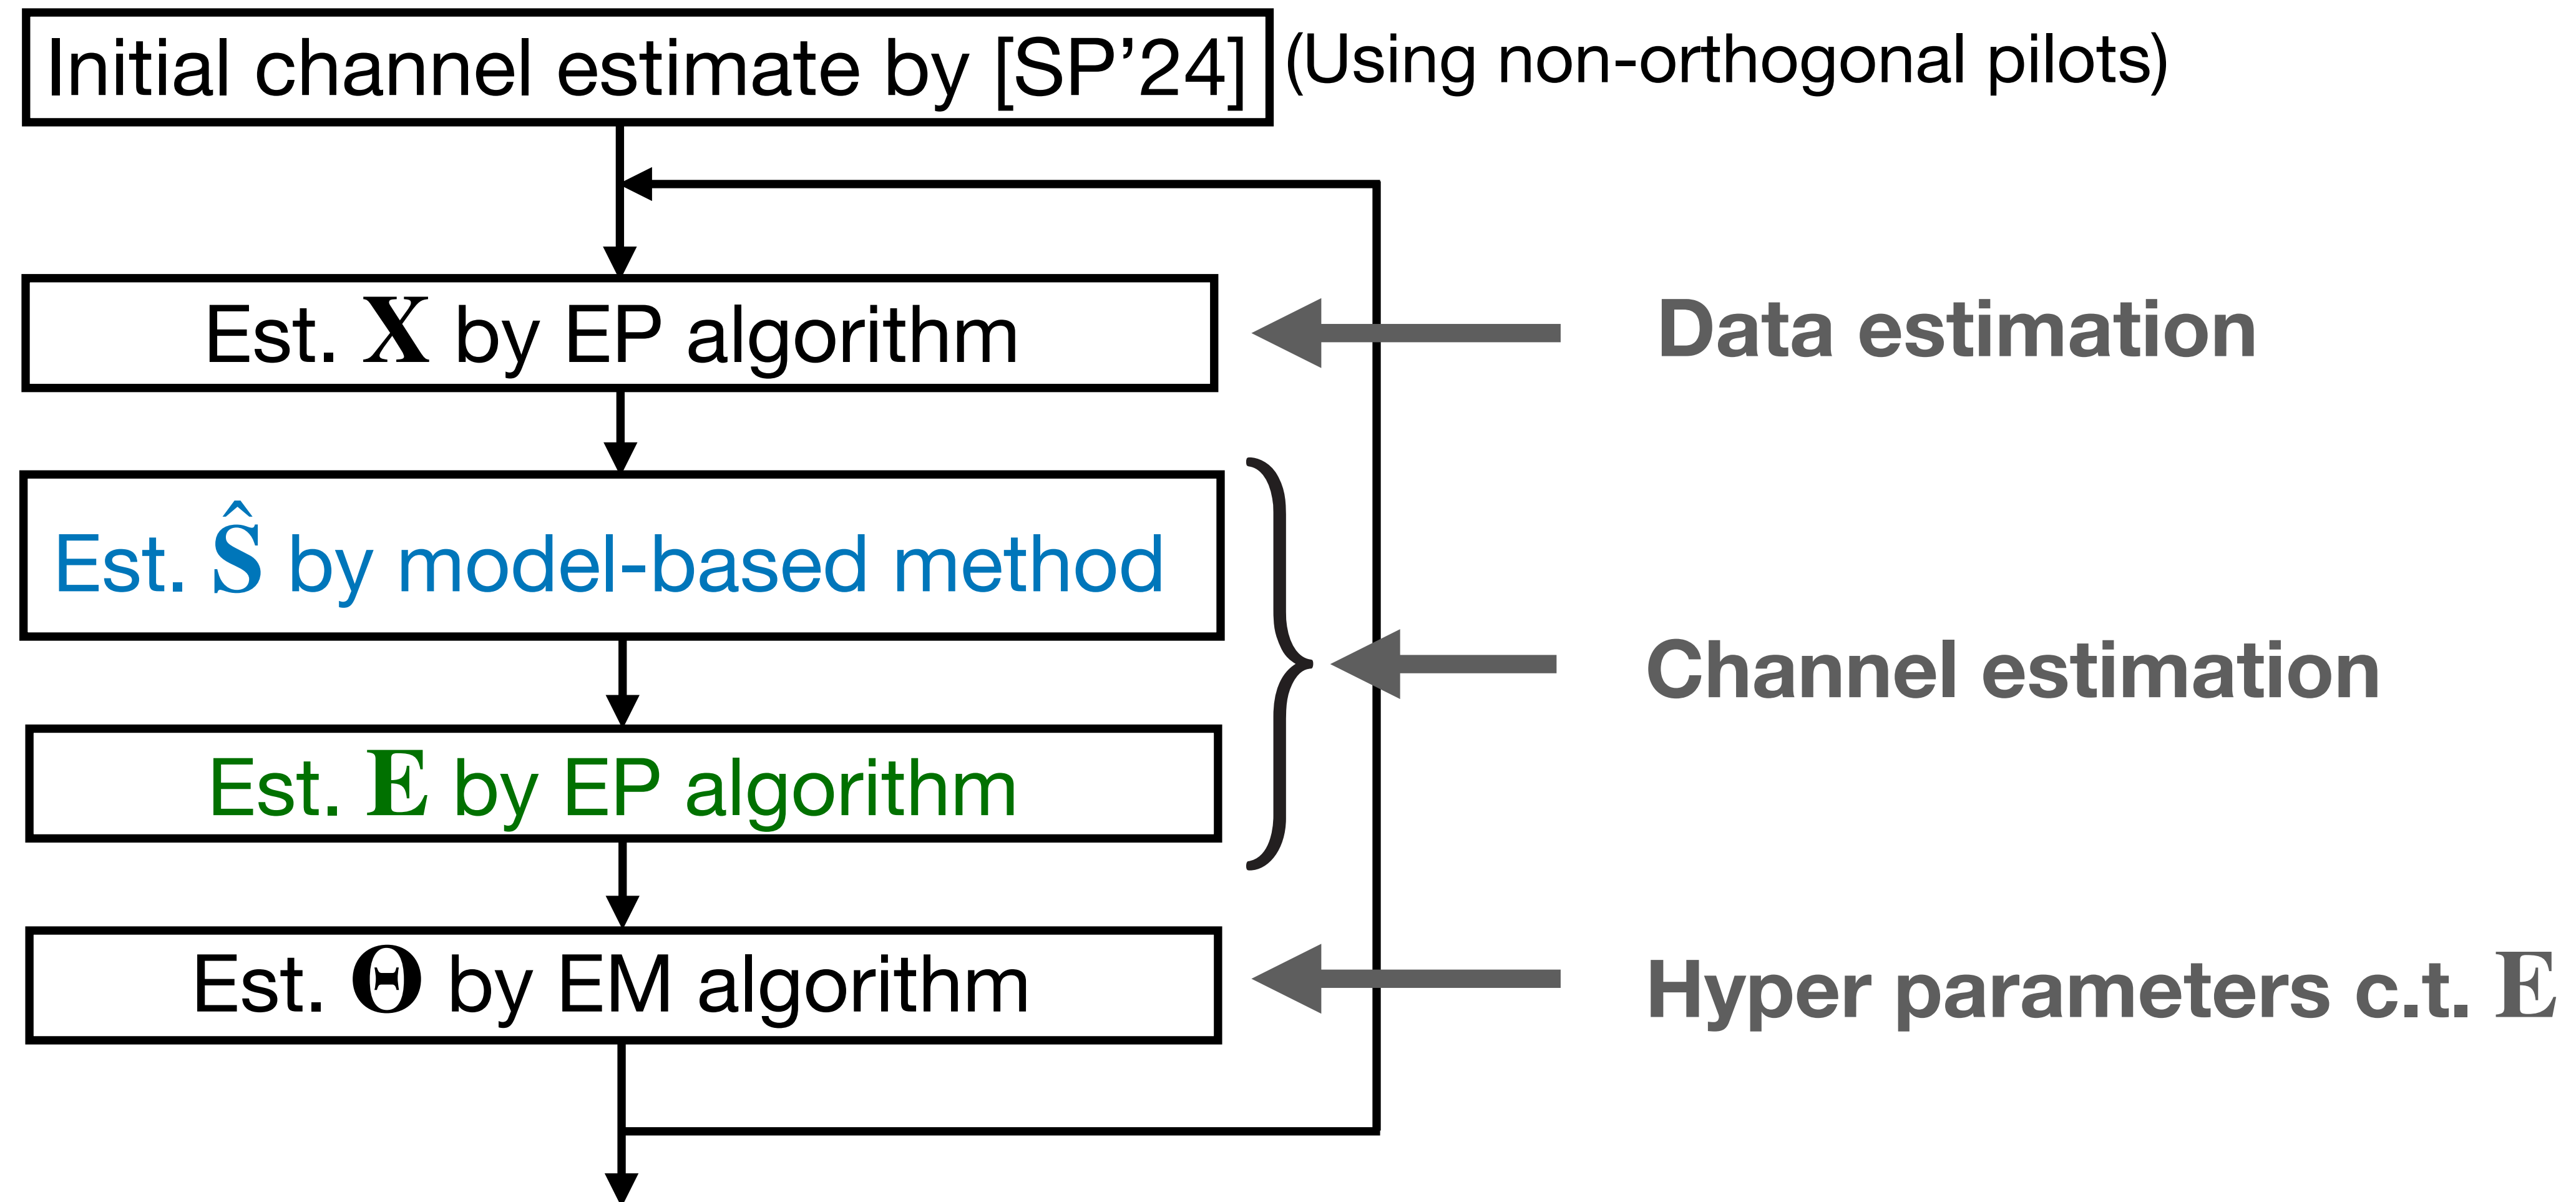 Initial channel estimate by [SP’24] (Using non-orthogonal pilots)
Est. X by EP algorithm
Data estimation
Est. Ŝ by model-based method
Channel estimation
Est. E by EP algorithm
Est. Θ by EM algorithm
Hyper parameters c.t. E